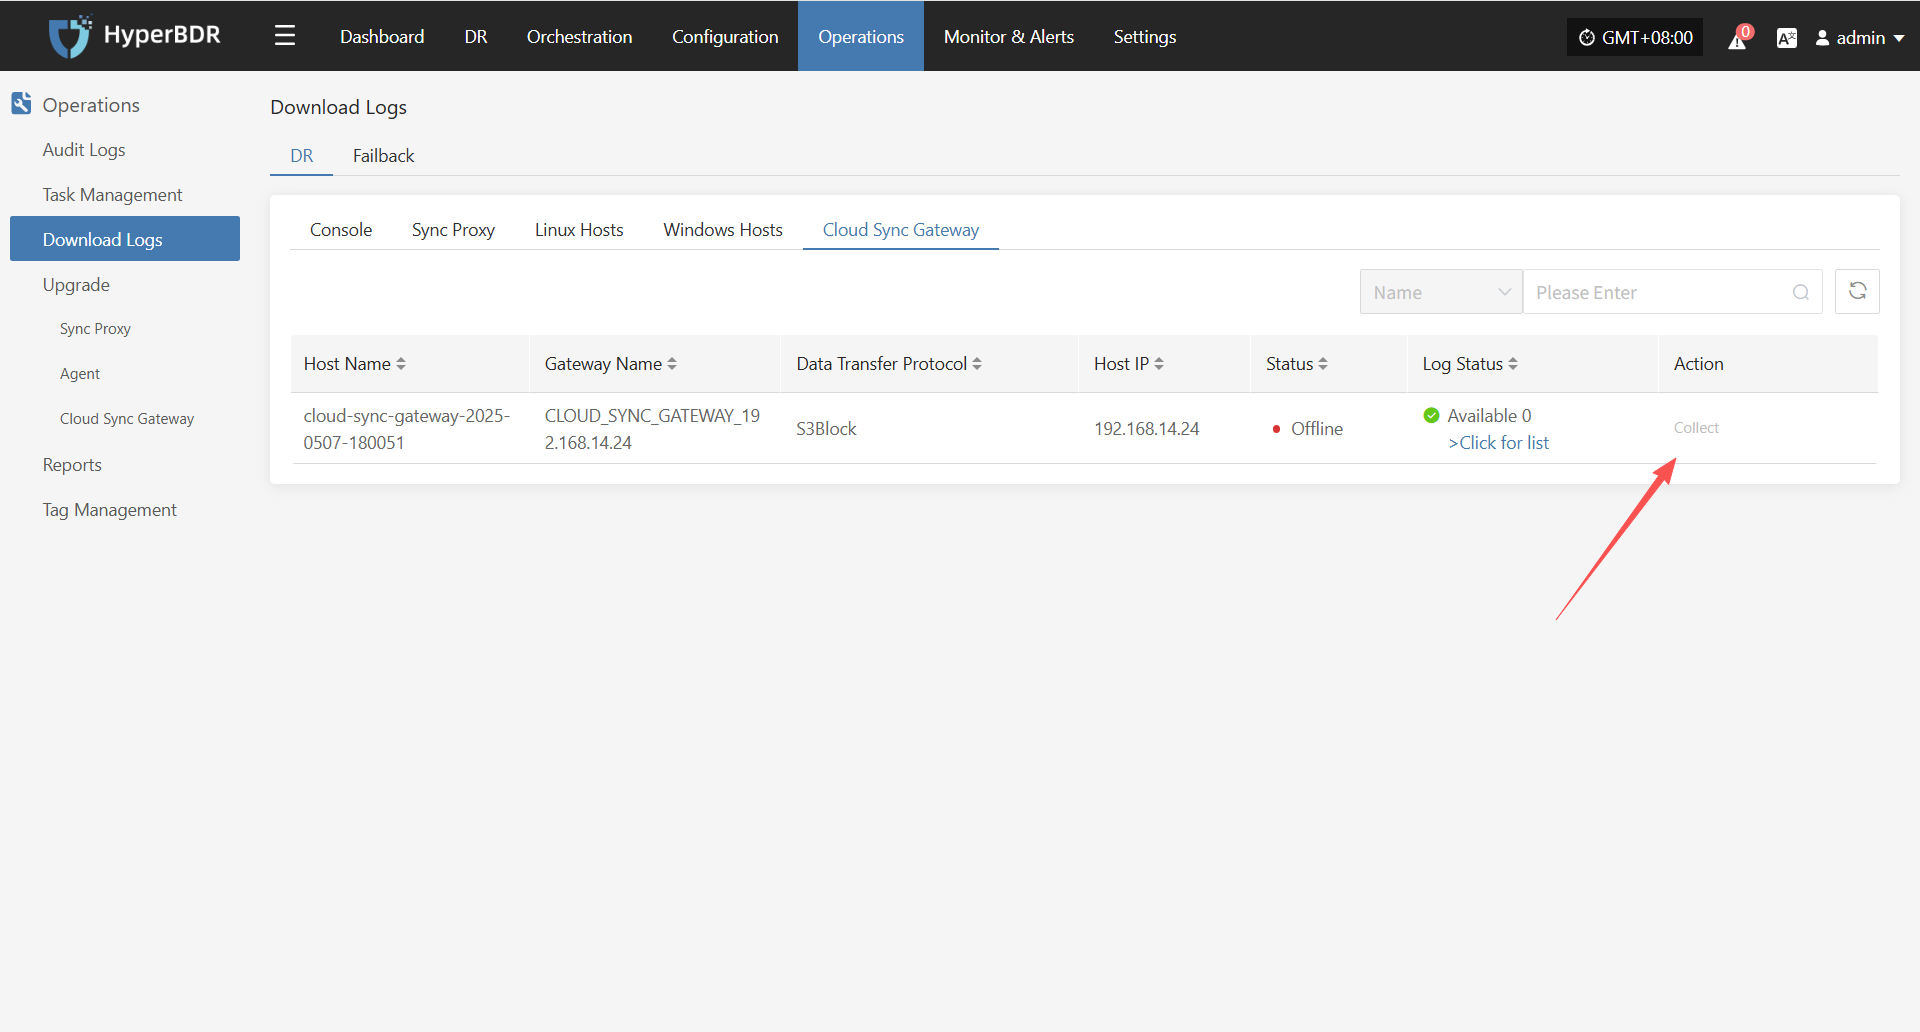 HyperBDR
Dashboard
DR
Orchestration
Configuration
Operations
Monitor & Alerts
Settings
GMT+08:00
0
admin
Operations
Audit Logs
Task Management
Download Logs
Upgrade
Sync Proxy
Agent
Cloud Sync Gateway
Reports
Tag Management
Download Logs
DR
Failback
Console
Sync Proxy
Linux Hosts
Windows Hosts
Cloud Sync Gateway
Name
Please Enter
Host Name
Gateway Name
Data Transfer Protocol
Host IP
Status
Log Status
Action
cloud-sync-gateway-2025-
0507-180051
CLOUD_SYNC_GATEWAY_19
2.168.14.24
S3Block
192.168.14.24
Offline
Available 0
>Click for list
Collect